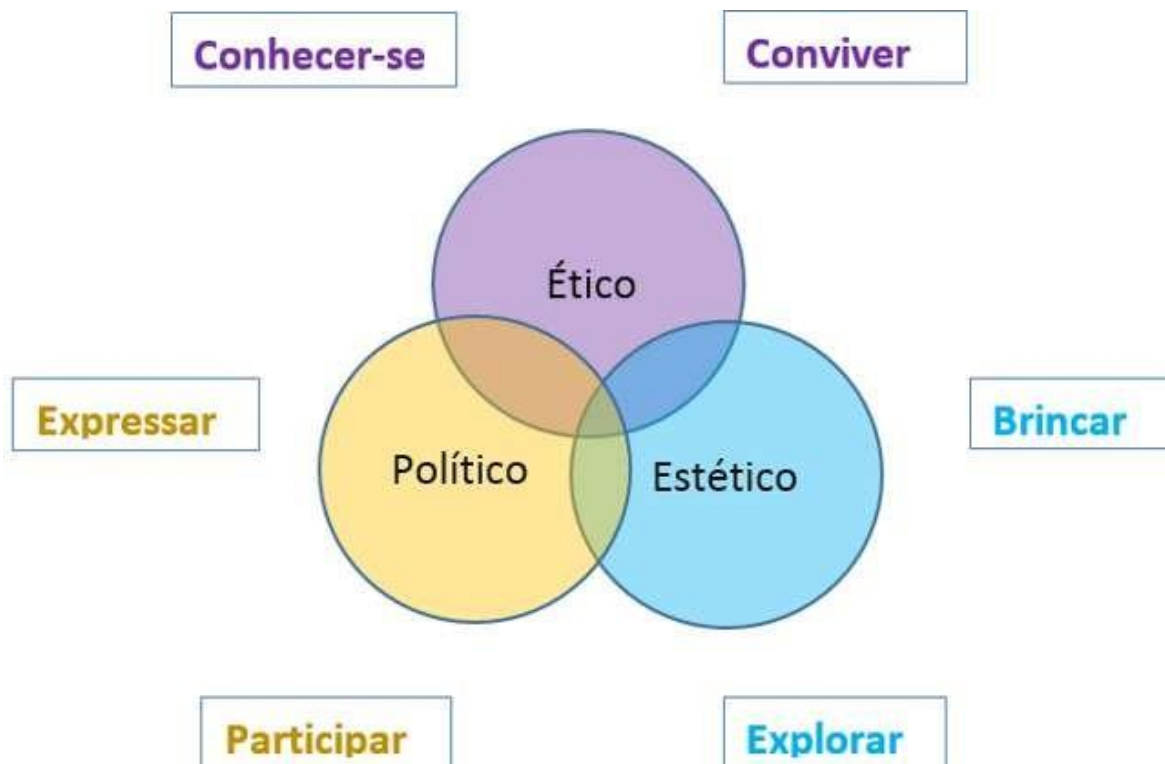 Conhecer-se
Conviver
Ético
Expressar
Brincar
Político
Estético
Participar
Explorar